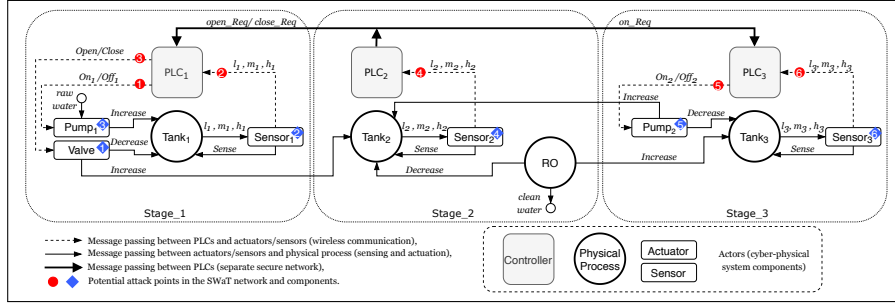 open_Req/ close_Req
on_Req
Open/Close
3
PLC1
2
l1, m1, h1
PLC2
4
l2, m2, h2
PLC3
6
l3, m3, h3
On1/Off1
1
On2/Off2
5
raw
water
Increase
Pump1
3
Tank1
l1, m1, h1
Sensor1
2
Decrease
Valve
1
Sense
Increase
Tank2
l2, m2, h2
Sensor2
4
Sense
Decrease
RO
clean
water
Increase
Increase
Pump2
5
Decrease
Tank3
l3, m3, h3
Sensor3
6
Sense
Stage_1
Stage_2
Stage_3
Message passing between PLCs and actuators/sensors (wireless communication),
Message passing between actuators/sensors and physical process (sensing and actuation),
Message passing between PLCs (separate secure network),
Potential attack points in the SWaT network and components.
Controller
Physical
Process
Actuator
Sensor
Actors (cyber-physical
system components)